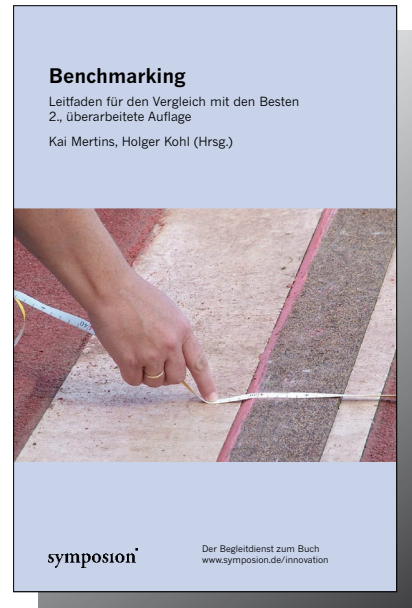 Benchmarking
Leitfaden für den Vergleich mit den Besten
2., überarbeitete Auflage
Kai Mertins, Holger Kohl (Hrsg.)
symposion
Der Begleitdienst zum Buch
www.symposion.de/innovation